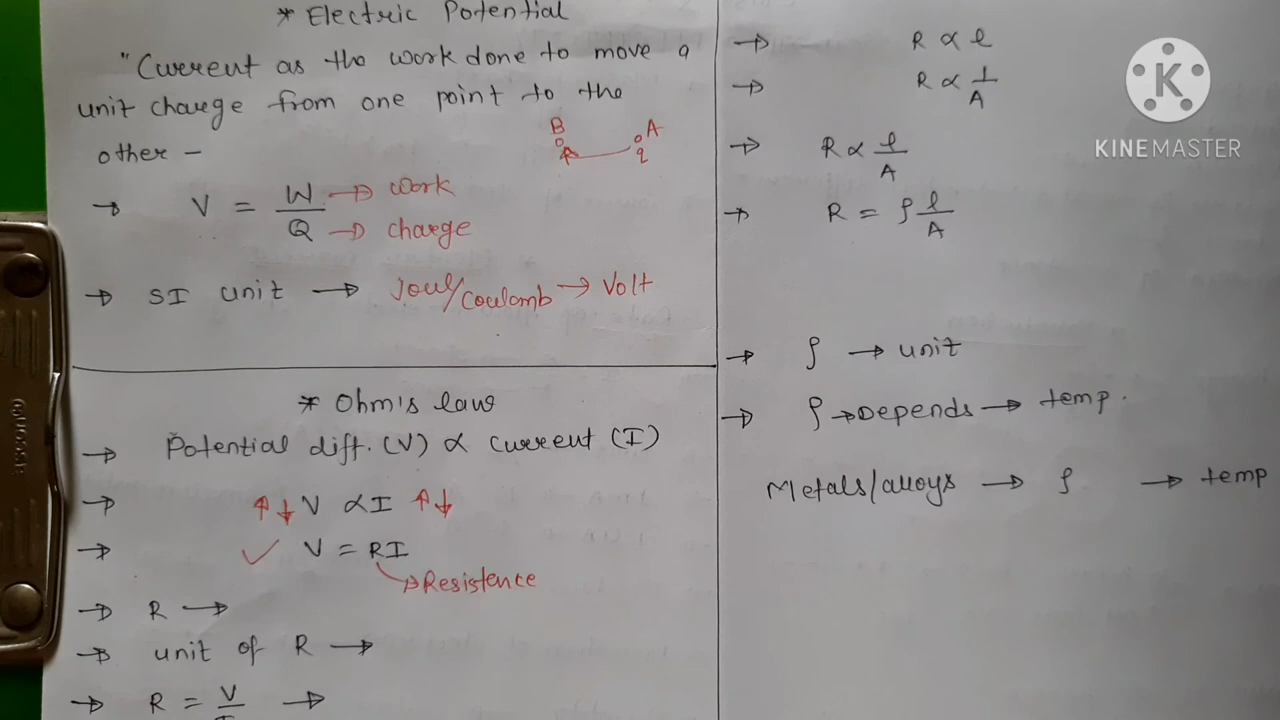 * Electric Potential
"Current as the work done to move a
unit charge from one point to the
other -
B A
q
→ V = W/Q → work
→ charge
→ SI unit → Joul/Coulomb → Volt
* Ohm's law
→ Potential diff. (V) ∝ current (I)
→ ↑↓ V ∝ I ↑↓
→ ✓ V = RI
→ Resistence
→ R →
→ unit of R →
→ R = V/I →
→ R ∝ l
→ R ∝ 1/A
→ R ∝ l/A
→ R = ρ l/A
→ ρ → unit
→ ρ → Depends → temp.
Metals/alloys → ρ → temp
K
KINEMASTER